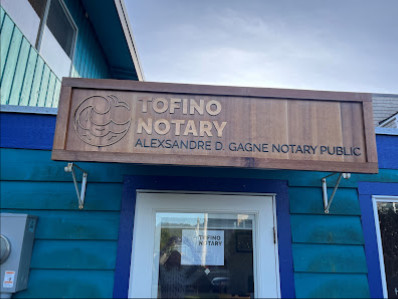 TOFINO
NOTARY
ALEXSANDRE D. GAGNE NOTARY PUBLIC
TOFINO
NOTARY